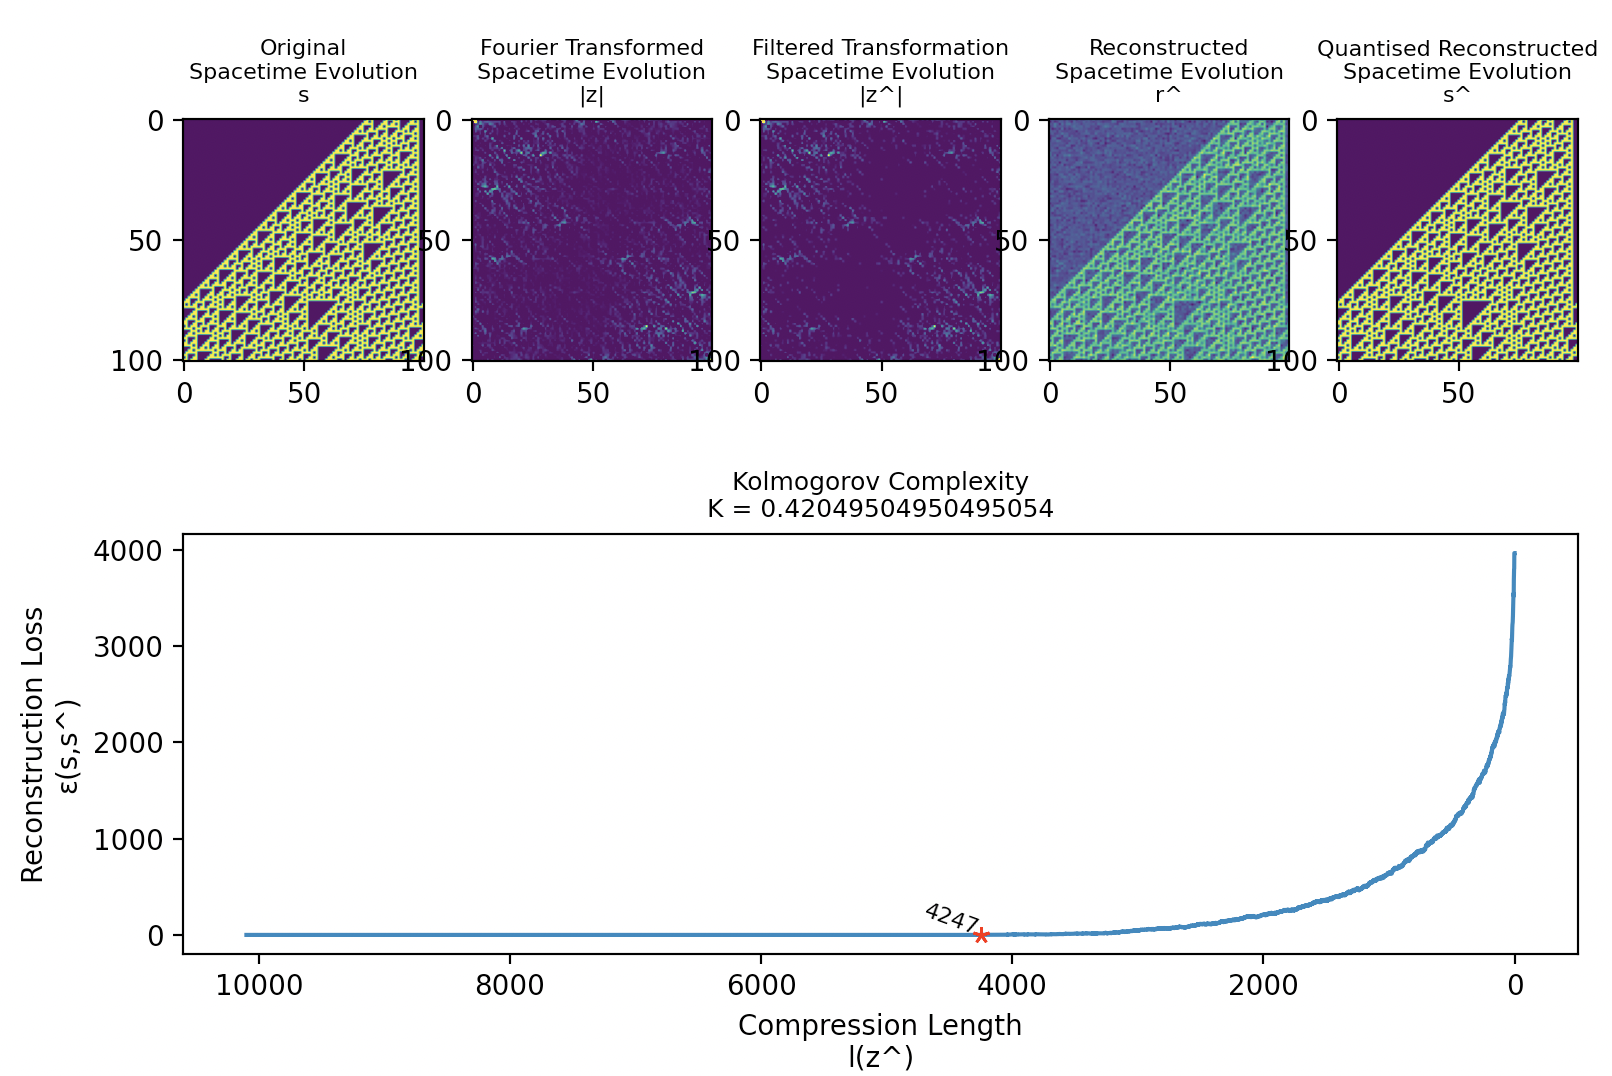 Original
Spacetime Evolution
s
Fourier Transformed
Spacetime Evolution
|z|
Filtered Transformation
Spacetime Evolution
|z^|
Reconstructed
Spacetime Evolution
r^
Quantised Reconstructed
Spacetime Evolution
s^
0
50
100
0
50
0
50
100
0
50
0
50
100
0
50
0
50
100
0
50
0
50
100
0
50
Kolmogorov Complexity
K = 0.42049504950495054
4000
3000
2000
1000
0
Reconstruction Loss
ε(s,s^)
4247
10000
8000
6000
4000
2000
0
Compression Length
l(z^)